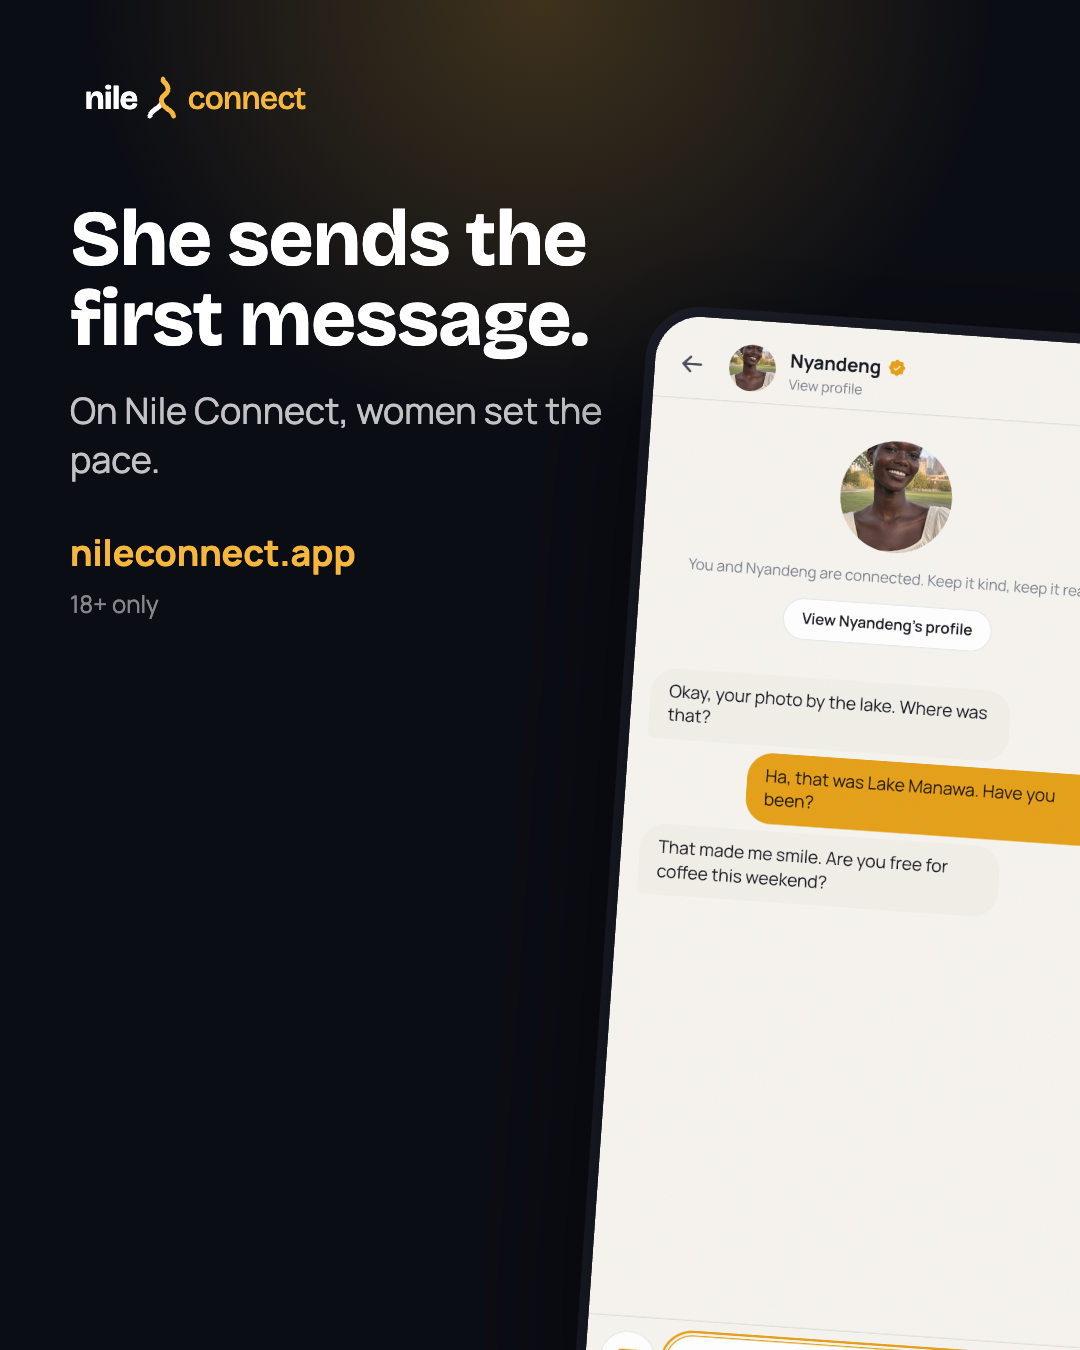 nile connect
She sends the
first message.
On Nile Connect, women set the
pace.
nileconnect.app
18+ only
Nyandeng
View profile
You and Nyandeng are connected. Keep it kind, keep it rea
View Nyandeng's profile
Okay, your photo by the lake. Where was
that?
Ha, that was Lake Manawa. Have you
been?
That made me smile. Are you free for
coffee this weekend?